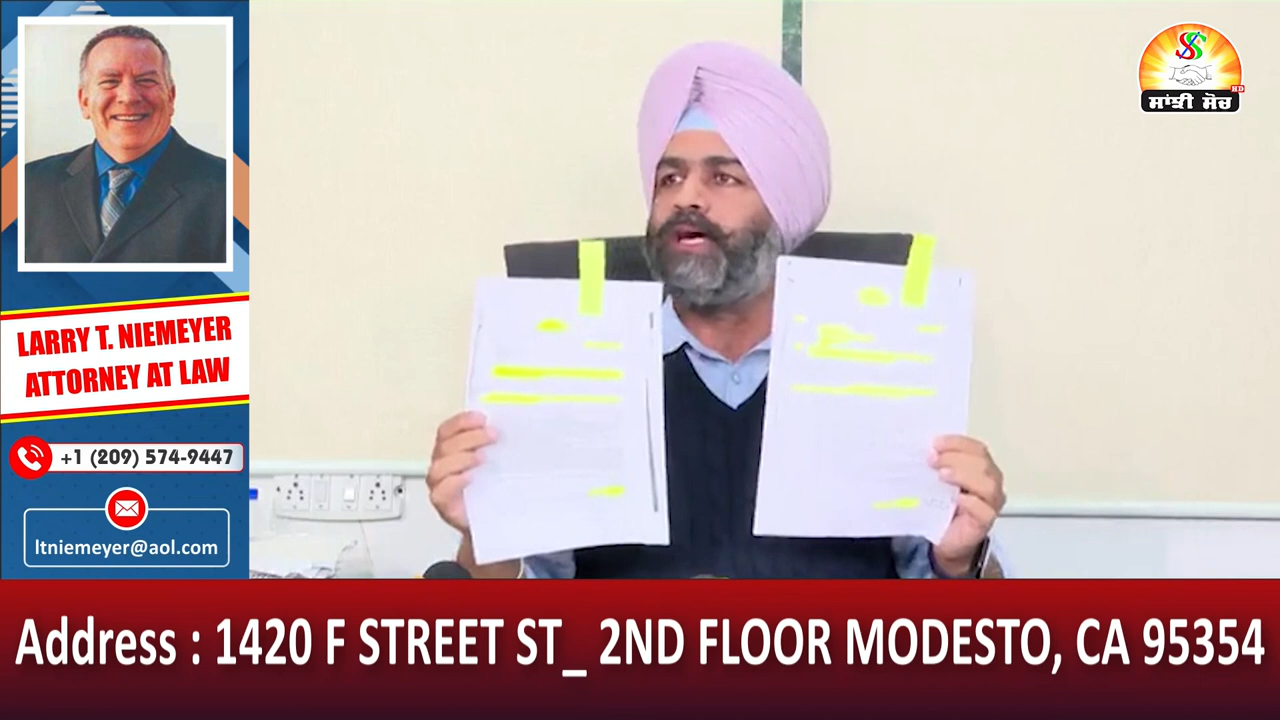 LARRY T. NIEMEYER
ATTORNEY AT LAW
+1 (209) 574-9447
ltniemeyer@aol.com
SS
ਸਾਂਝੀ ਸੋਚ
HD
Address : 1420 F STREET ST_ 2ND FLOOR MODESTO, CA 95354